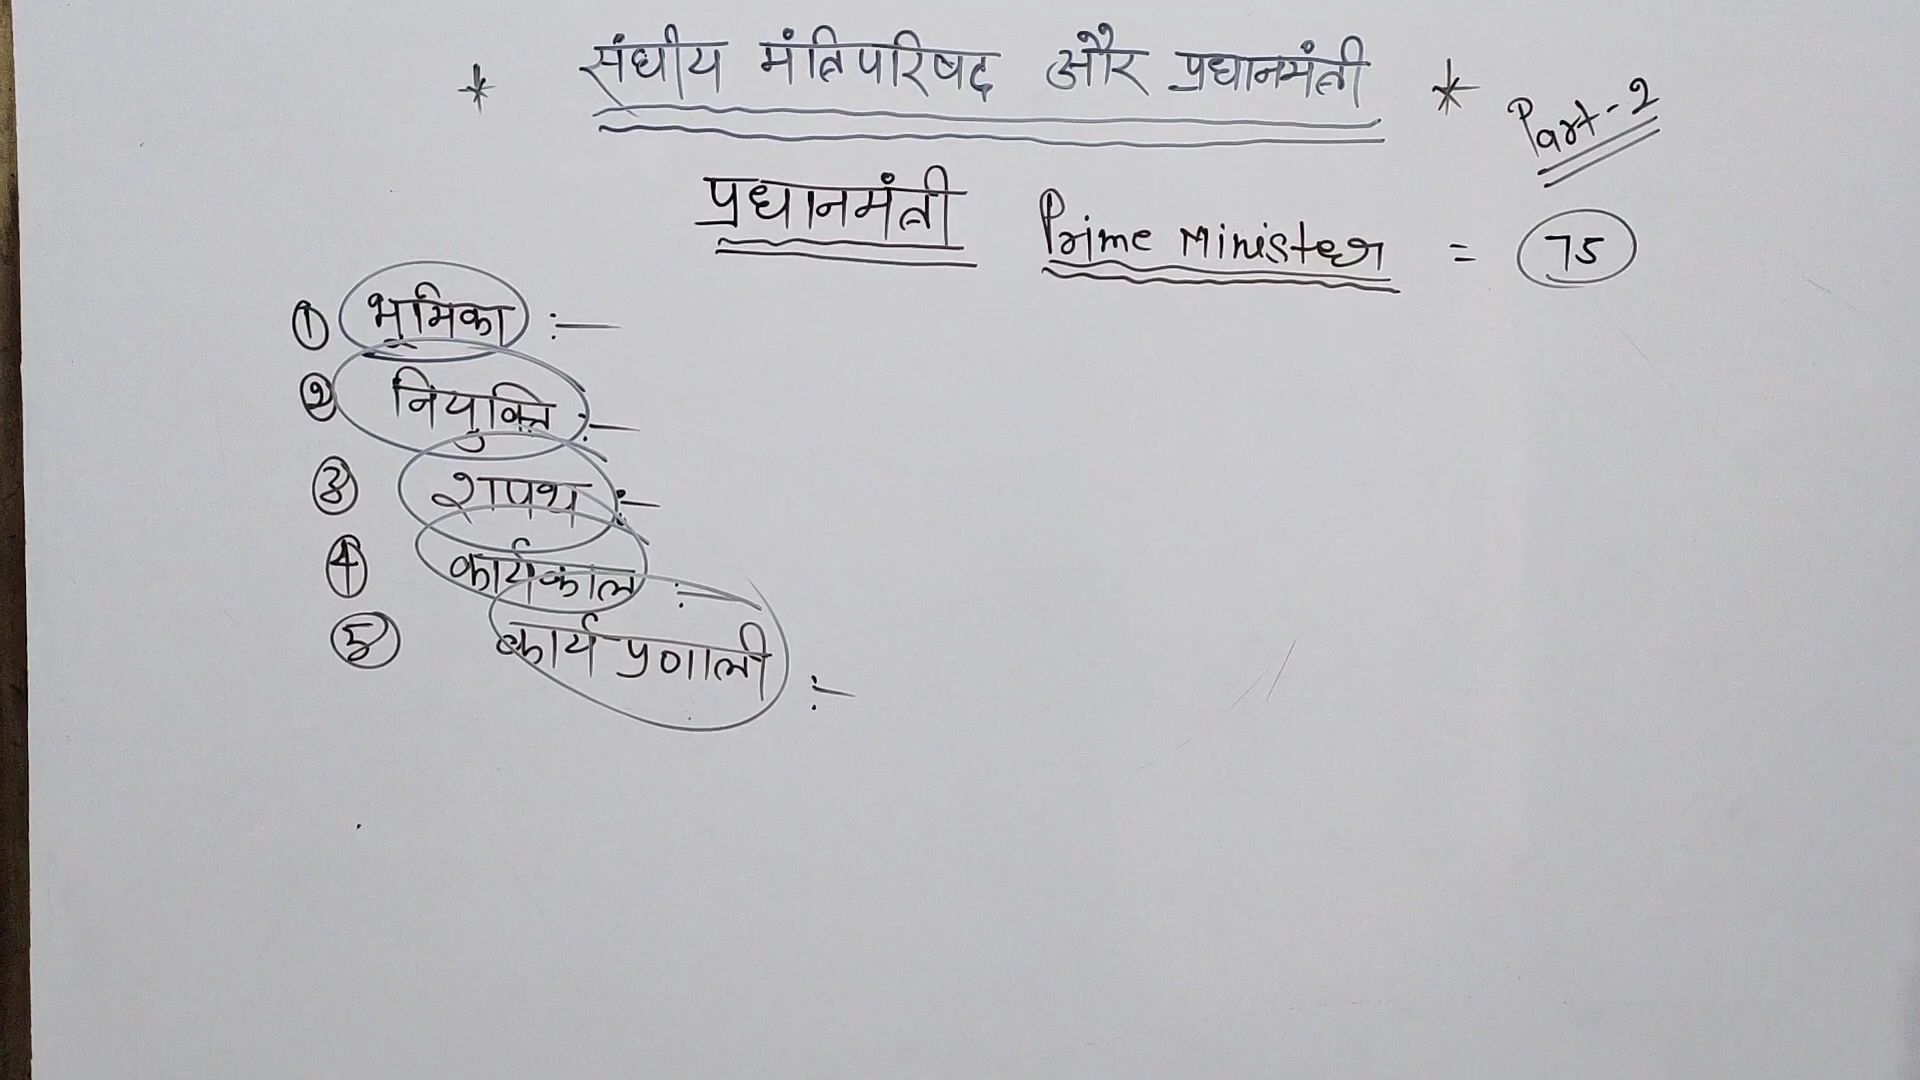 * संघीय मंत्रिपरिषद और प्रधानमंत्री *
Part-2
प्रधानमंत्री Prime Minister = 75
① भूमिका :—
② नियुक्ति :—
③ शपथ :—
④ कार्यकाल :—
⑤ कार्य प्रणाली :—